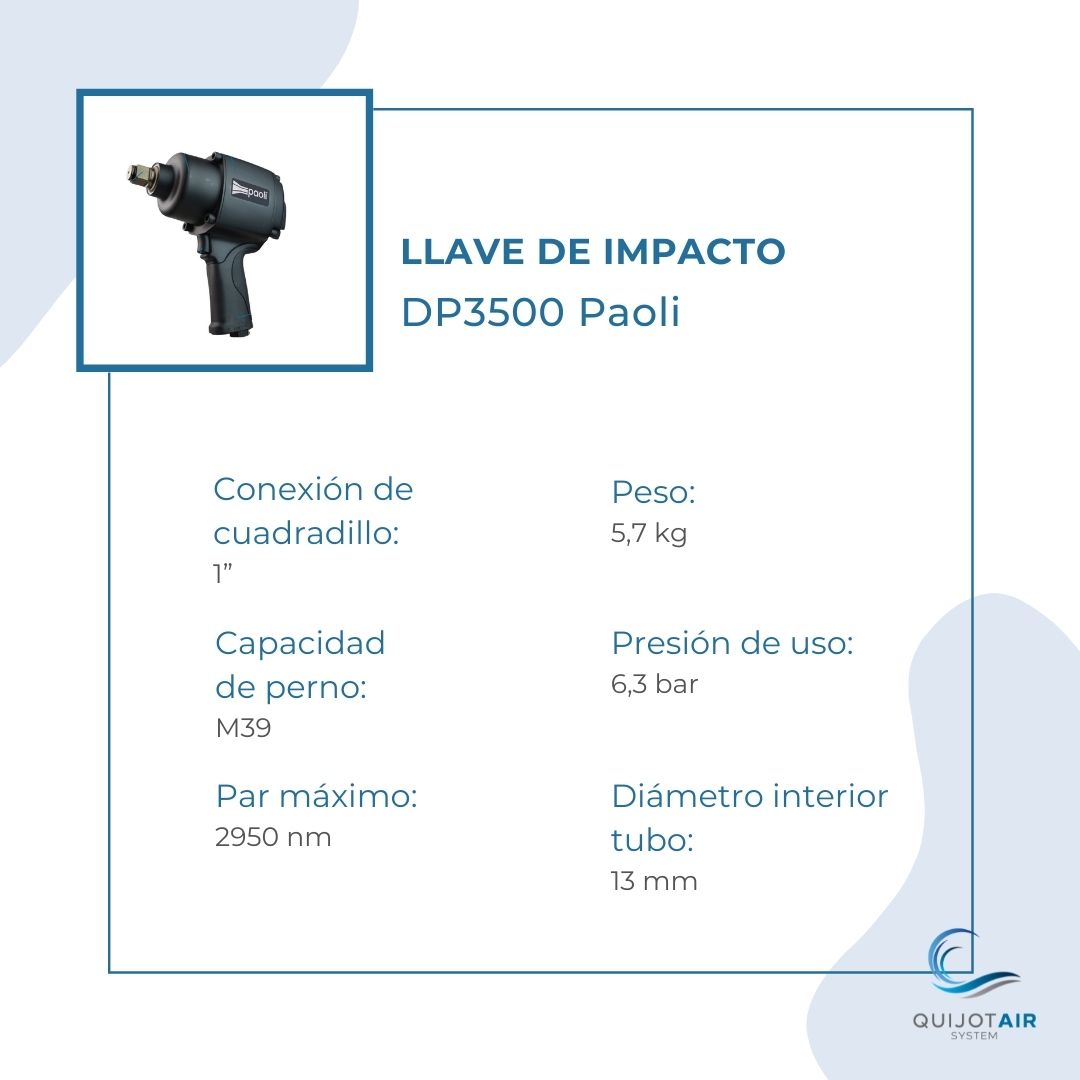 paoli
LLAVE DE IMPACTO
DP3500 Paoli
Conexión de
cuadradillo:
1”
Capacidad
de perno:
M39
Par máximo:
2950 nm
Peso:
5,7 kg
Presión de uso:
6,3 bar
Diámetro interior
tubo:
13 mm
QUIJOTAIR
SYSTEM